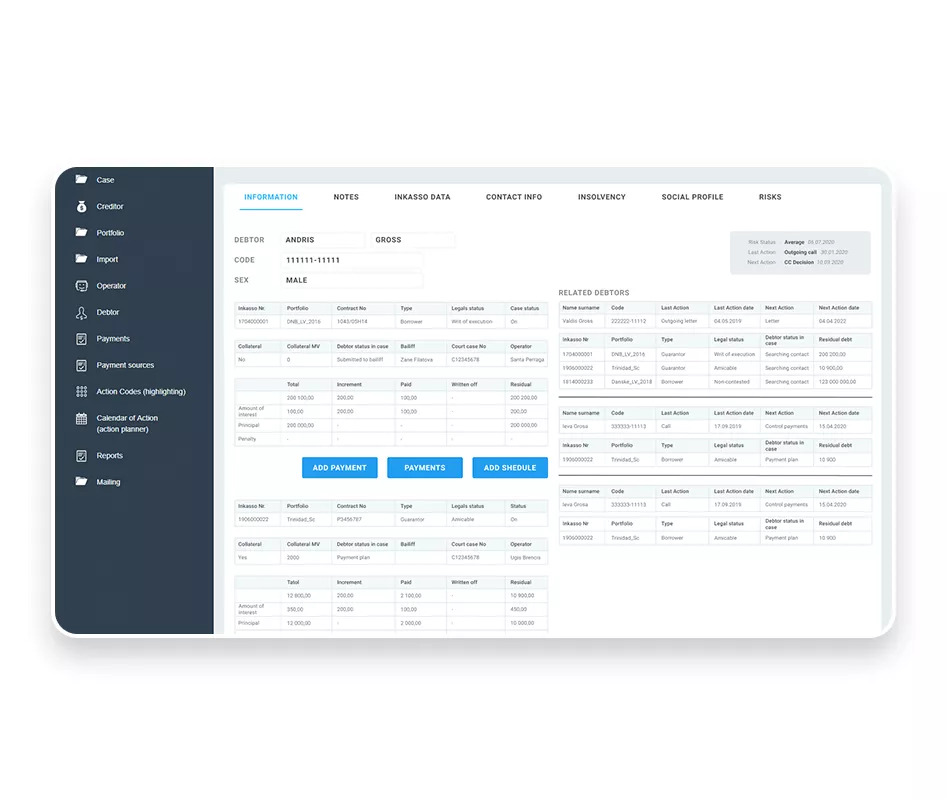 Case
Creditor
Portfolio
Import
Operator
Debtor
Payments
Payment sources
Action Codes (highlighting)
Calendar of Action
(action planner)
Reports
Mailing
INFORMATION NOTES INKASSO DATA CONTACT INFO INSOLVENCY SOCIAL PROFILE RISKS
DEBTOR ANDRIS GROSS
CODE 111111-11111
SEX MALE
Risk Status - Average 05.07.2020
Last Action - Outgoing call 30.01.2020
Next Action - CC Decision 10.09.2020
Inkasso Nr Portfolio Contract No Type Legals status Case status
1704000001 DNB_LV_2016 1043/05H14 Borrower Writ of execution On
Collateral Collateral MV Debtor status in case Bailiff Court case No Operator
No 0 Submitted to bailiff Zane Filatova C12345678 Santa Perraga
Total Increment Paid Written off Residual
200 100,00 200,00 100,00 - 200 200,00
Amount of
interest 100,00 200,00 100,00 - 200,00
Principal 200 000,00 - - - 200 000,00
Penalty - - - - -
ADD PAYMENT PAYMENTS ADD SHEDULE
Inkasso Nr Portfolio Contract No Type Legals status Status
1906000022 Trinidad_Sc P3456787 Guarantor Amicable On
Collateral Collateral MV Debtor status in case Bailiff Court case No Operator
Yes 2000 Payment plan C12345678 Ugis Brencis
Total Increment Paid Written off Residual
12 800,00 200,00 2 100,00 - 10 900,00
Amount of
interest 350,00 200,00 100,00 - 450,00
Principal 13 000,00 - 2 000,00 - 10 000,00
RELATED DEBTORS
Name surname Code Last Action Last Action date Next Action Next Action date
Valdis Gross 222222-11112 Outgoing letter 04.05.2019 Letter 04.04.2022
Inkasso Nr Portfolio Type Legal status Debtor status in
case Residual debt
1704000001 DNB_LV_2016 Guarantor Writ of execution Searching contact 200 200,00
1906000022 Trinidad_Sc Guarantor Amicable Searching contact 10 900,00
1814000233 Danske_LV_2018 Borrower Non-contested Searching contact 123 000 000,00
Name surname Code Last Action Last Action date Next Action Next Action date
Ieva Grosa 333333-11113 Call 17.09.2019 Control payments 15.04.2020
Inkasso Nr Portfolio Type Legal status Debtor status in
case Residual debt
1906000022 Trinidad_Sc Borrower Amicable Payment plan 10 900
Name surname Code Last Action Last Action date Next Action Next Action date
Ieva Grosa 333333-11113 Call 17.09.2019 Control payments 15.04.2020
Inkasso Nr Portfolio Type Legal status Debtor status in
case Residual debt
1906000022 Trinidad_Sc Borrower Amicable Payment plan 10 900